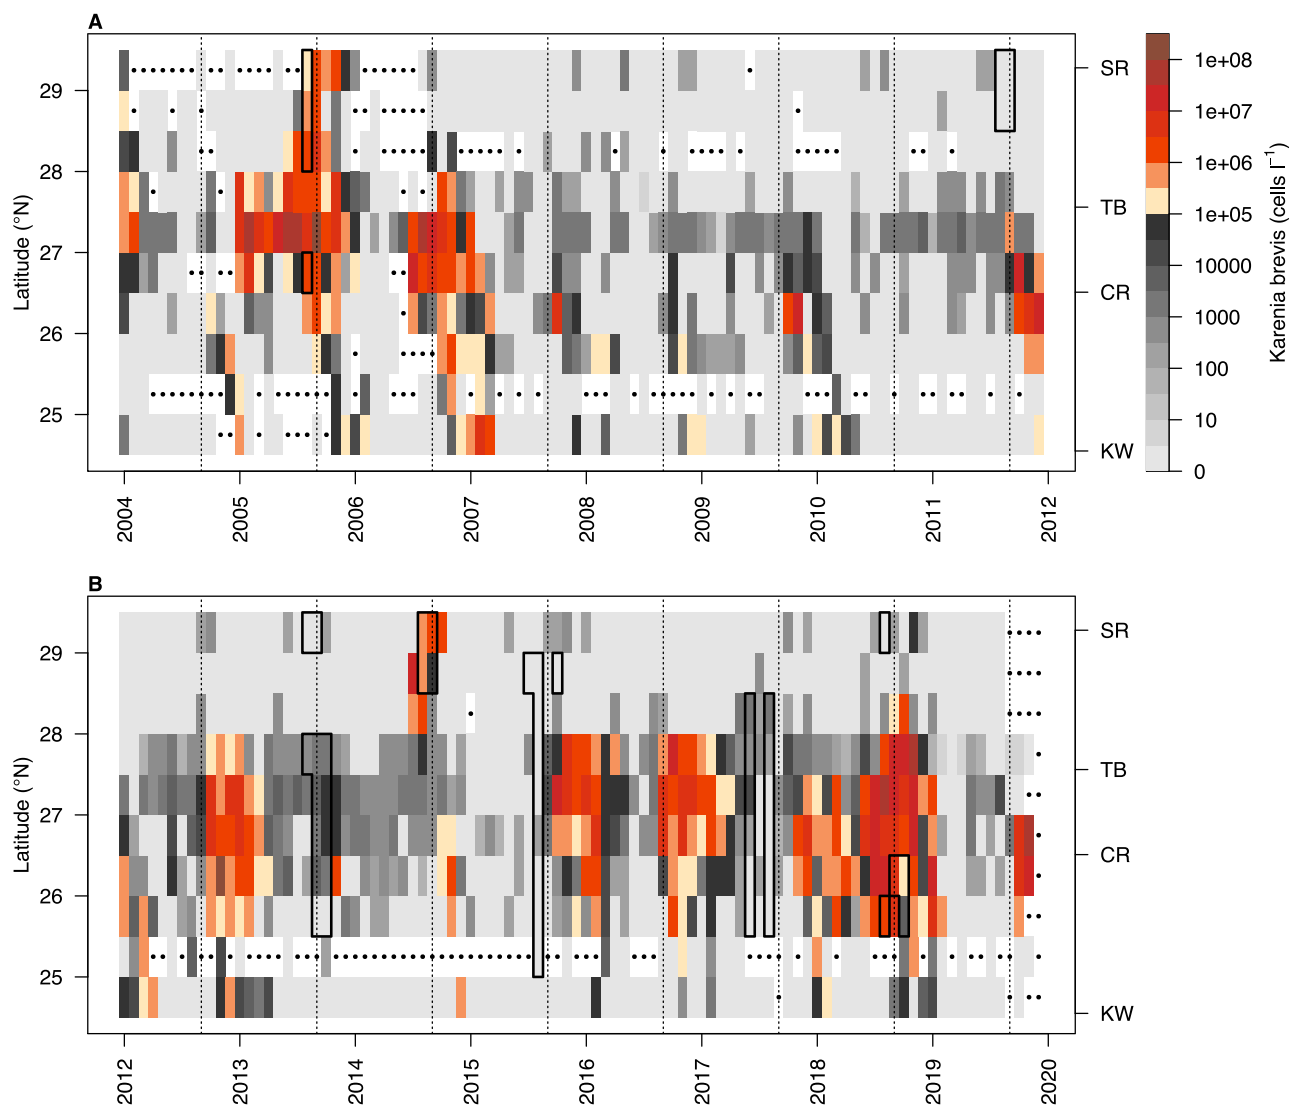 A
29
28
27
26
25
Latitude (°N)
SR
TB
CR
KW
2004
2005
2006
2007
2008
2009
2010
2011
2012
1e+08
1e+07
1e+06
1e+05
10000
1000
100
10
0
Karenia brevis (cells l⁻¹)
B
29
28
27
26
25
Latitude (°N)
SR
TB
CR
KW
2012
2013
2014
2015
2016
2017
2018
2019
2020